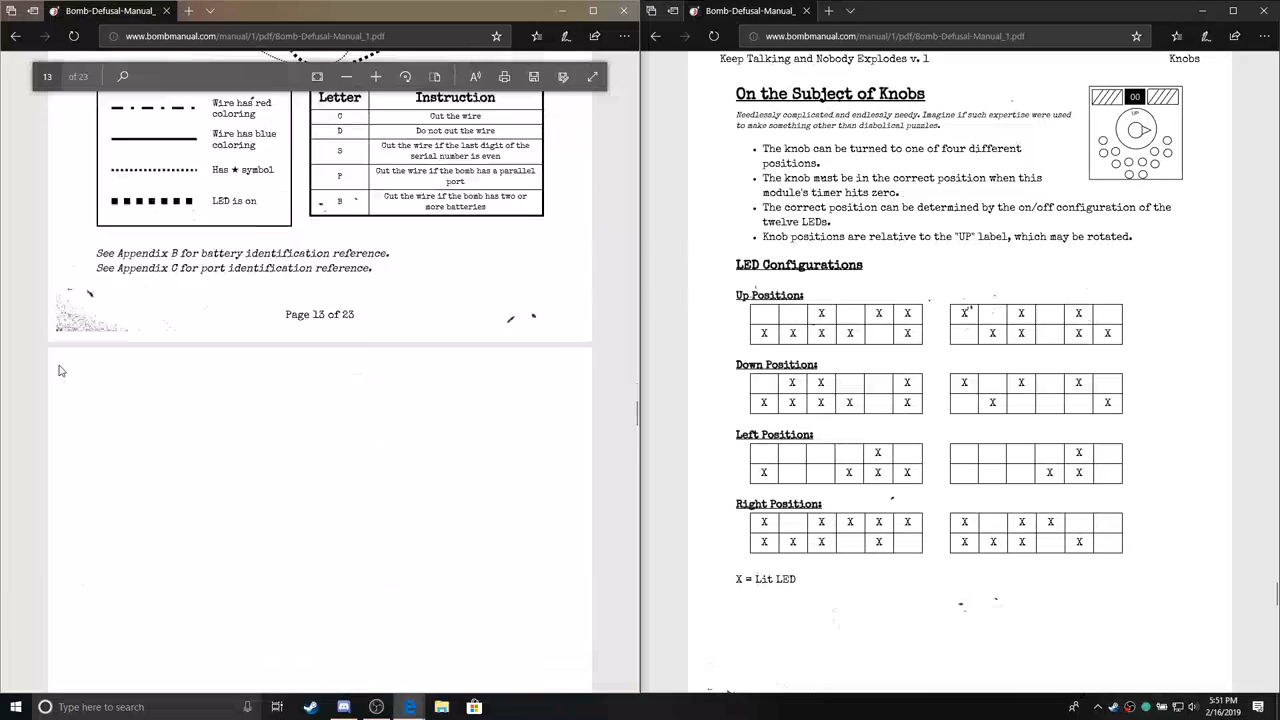 Bomb-Defusal-Manual_
www.bombmanual.com/manual/1/pdf/Bomb-Defusal-Manual_1.pdf
13 of 23
Wire has red
coloring
Wire has blue
coloring
Has ★ symbol
LED is on
Letter Instruction
C Cut the wire
D Do not cut the wire
S Cut the wire if the last digit of the
serial number is even
P Cut the wire if the bomb has a parallel
port
B Cut the wire if the bomb has two or
more batteries
See Appendix B for battery identification reference.
See Appendix C for port identification reference.
Page 13 of 23
Bomb-Defusal-Manual_
www.bombmanual.com/manual/1/pdf/Bomb-Defusal-Manual_1.pdf
Keep Talking and Nobody Explodes v. 1 Knobs
On the Subject of Knobs
00
UP
Needlessly complicated and endlessly needy. Imagine if such expertise were used
to make something other than diabolical puzzles.
• The knob can be turned to one of four different
positions.
• The knob must be in the correct position when this
module's timer hits zero.
• The correct position can be determined by the on/off configuration of the
twelve LEDs.
• Knob positions are relative to the "UP" label, which may be rotated.
LED Configurations
Up Position:
X X X X X X
X X X X X X X X X X
Down Position:
X X X X X X
X X X X X X X
Left Position:
X X
X X X X X X
Right Position:
X X X X X X X X
X X X X X X X X
X = Lit LED
Type here to search
5:51 PM
2/16/2019